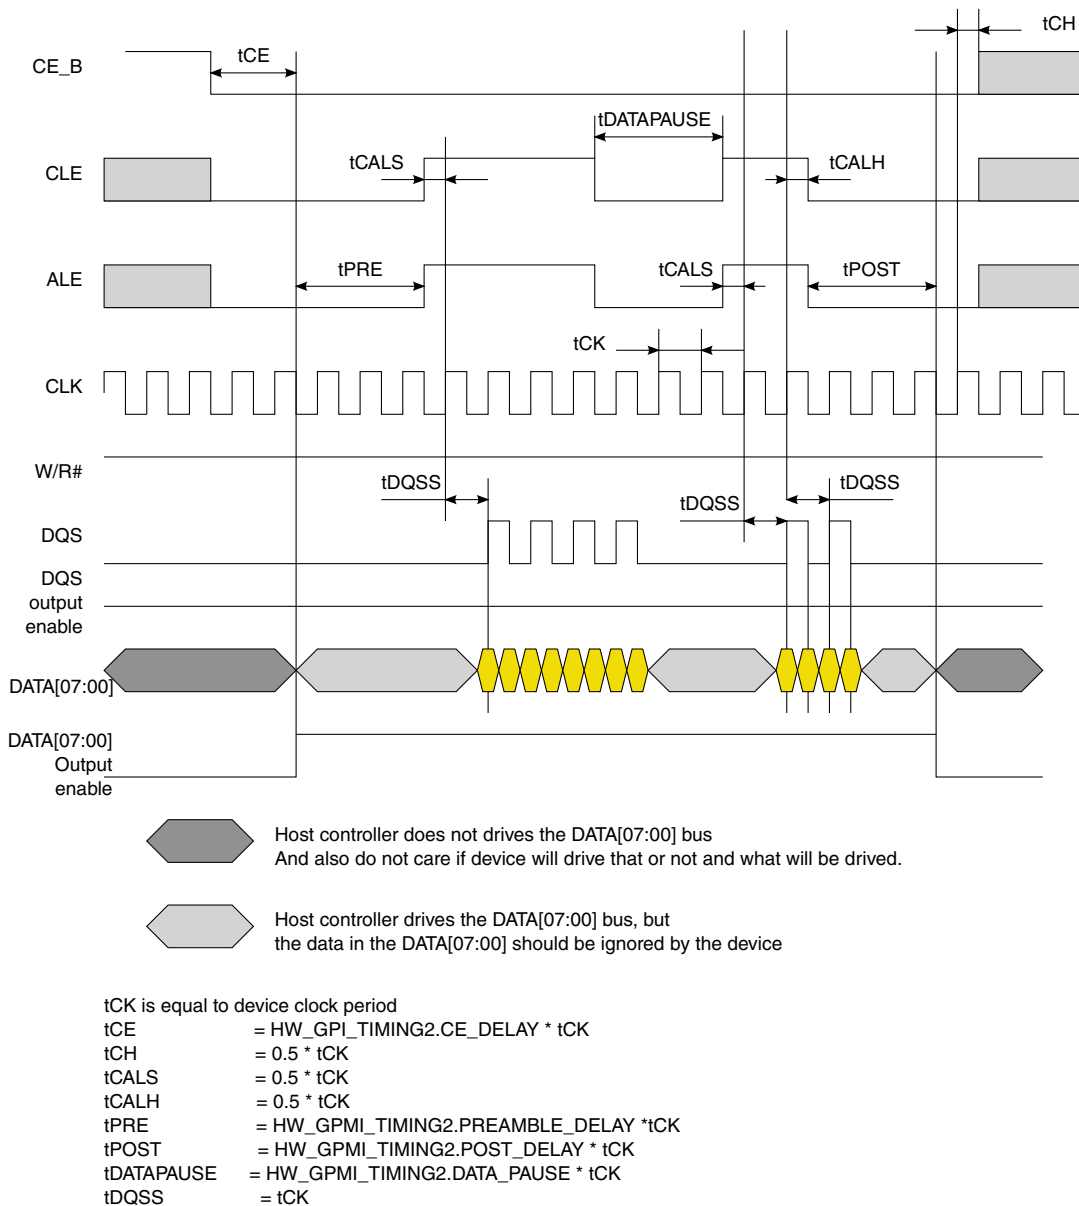 tCH
tCE
CE_B
tDATAPAUSE
tCALS
tCALH
CLE
tPRE
tCALS
tPOST
ALE
tCK
CLK
W/R#
tDQSS
tDQSS
tDQSS
DQS
DQS
output
enable
DATA[07:00]
DATA[07:00]
Output
enable
Host controller does not drives the DATA[07:00] bus
And also do not care if device will drive that or not and what will be drived.
Host controller drives the DATA[07:00] bus, but
the data in the DATA[07:00] should be ignored by the device
tCK is equal to device clock period
tCE = HW_GPI_TIMING2.CE_DELAY * tCK
tCH = 0.5 * tCK
tCALS = 0.5 * tCK
tCALH = 0.5 * tCK
tPRE = HW_GPMI_TIMING2.PREAMBLE_DELAY *tCK
tPOST = HW_GPMI_TIMING2.POST_DELAY * tCK
tDATAPAUSE = HW_GPMI_TIMING2.DATA_PAUSE * tCK
tDQSS = tCK